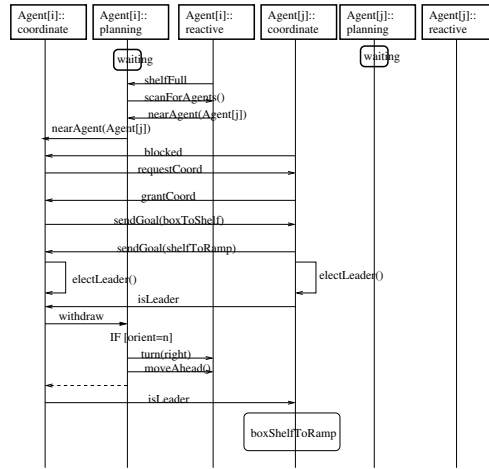 Agent[i]::
coordinate
Agent[i]::
planning
Agent[i]::
reactive
Agent[j]::
coordinate
Agent[j]::
planning
Agent[j]::
reactive
waiting
waiting
shelfFull
scanForAgents()
nearAgent(Agent[j])
nearAgent(Agent[j])
blocked
requestCoord
grantCoord
sendGoal(boxToShelf)
sendGoal(shelfToRamp)
electLeader()
electLeader()
isLeader
withdraw
IF [orient=n]
turn(right)
moveAhead()
isLeader
boxShelfToRamp